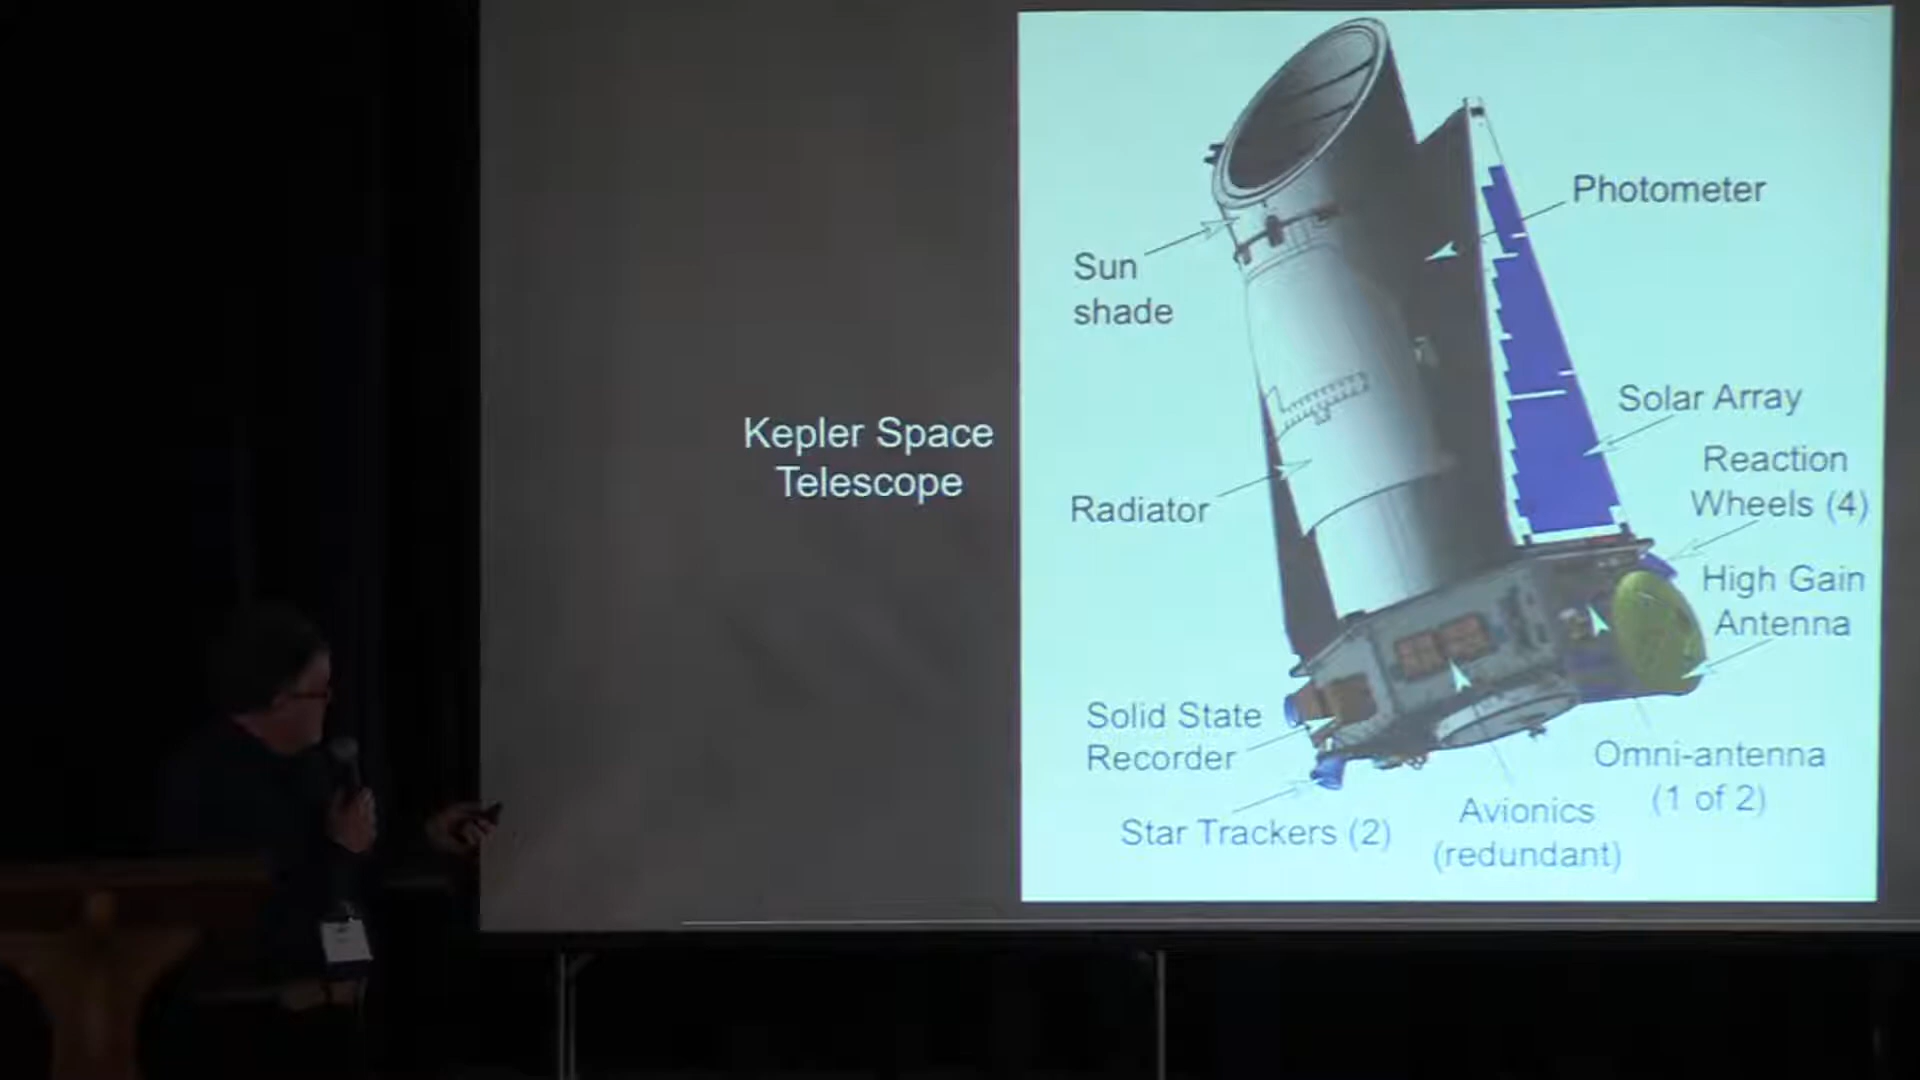 Kepler Space
Telescope
Photometer
Sun
shade
Solar Array
Reaction
Wheels (4)
Radiator
High Gain
Antenna
Solid State
Recorder
Omni-antenna
(1 of 2)
Star Trackers (2)
Avionics
(redundant)